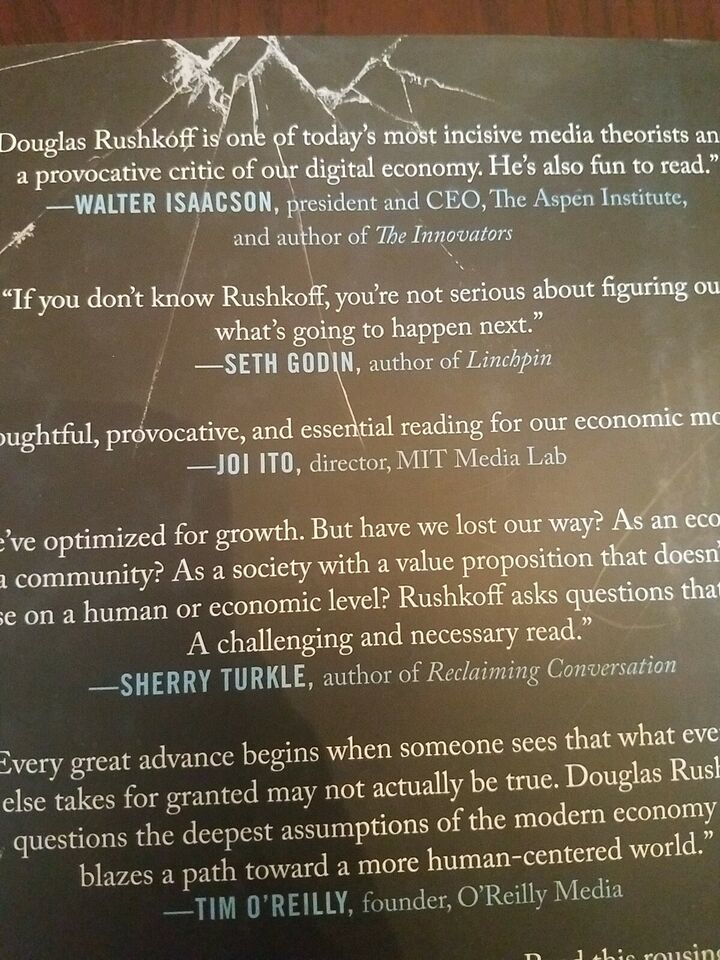 Douglas Rushkoff is one of today's most incisive media theorists an
a provocative critic of our digital economy. He's also fun to read."
—WALTER ISAACSON, president and CEO, The Aspen Institute,
and author of The Innovators
"If you don't know Rushkoff, you're not serious about figuring ou
what's going to happen next."
—SETH GODIN, author of Linchpin
oughtful, provocative, and essential reading for our economic mo
—JOI ITO, director, MIT Media Lab
e've optimized for growth. But have we lost our way? As an eco
a community? As a society with a value proposition that doesn'
se on a human or economic level? Rushkoff asks questions that
A challenging and necessary read."
—SHERRY TURKLE, author of Reclaiming Conversation
Every great advance begins when someone sees that what eve
else takes for granted may not actually be true. Douglas Rush
questions the deepest assumptions of the modern economy
blazes a path toward a more human-centered world."
—TIM O'REILLY, founder, O'Reilly Media
Read this rousing